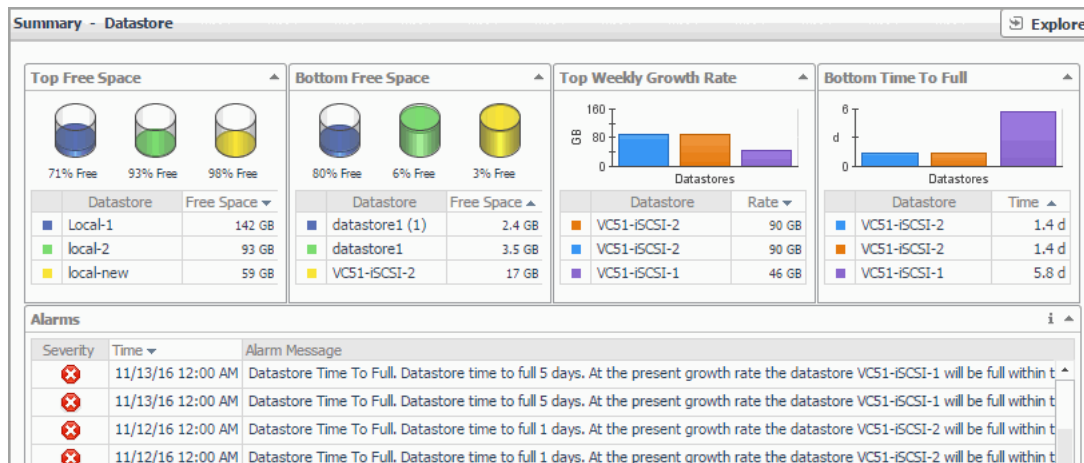 Summary - Datastore
Explore
Top Free Space
71% Free 93% Free 98% Free
Datastore Free Space
Local-1 142 GB
local-2 93 GB
local-new 59 GB
Bottom Free Space
80% Free 6% Free 3% Free
Datastore Free Space
datastore1 (1) 2.4 GB
datastore1 3.5 GB
VC51-iSCSI-2 17 GB
Top Weekly Growth Rate
160
80
0
GB
Datastores
Datastore Rate
VC51-iSCSI-2 90 GB
VC51-iSCSI-2 90 GB
VC51-iSCSI-1 46 GB
Bottom Time To Full
6
d
0
Datastores
Datastore Time
VC51-iSCSI-2 1.4 d
VC51-iSCSI-2 1.4 d
VC51-iSCSI-1 5.8 d
Alarms i
Severity Time Alarm Message
11/13/16 12:00 AM Datastore Time To Full. Datastore time to full 5 days. At the present growth rate the datastore VC51-iSCSI-1 will be full within t
11/13/16 12:00 AM Datastore Time To Full. Datastore time to full 5 days. At the present growth rate the datastore VC51-iSCSI-1 will be full within t
11/12/16 12:00 AM Datastore Time To Full. Datastore time to full 1 days. At the present growth rate the datastore VC51-iSCSI-2 will be full within t
11/12/16 12:00 AM Datastore Time To Full. Datastore time to full 1 days. At the present growth rate the datastore VC51-iSCSI-2 will be full within t